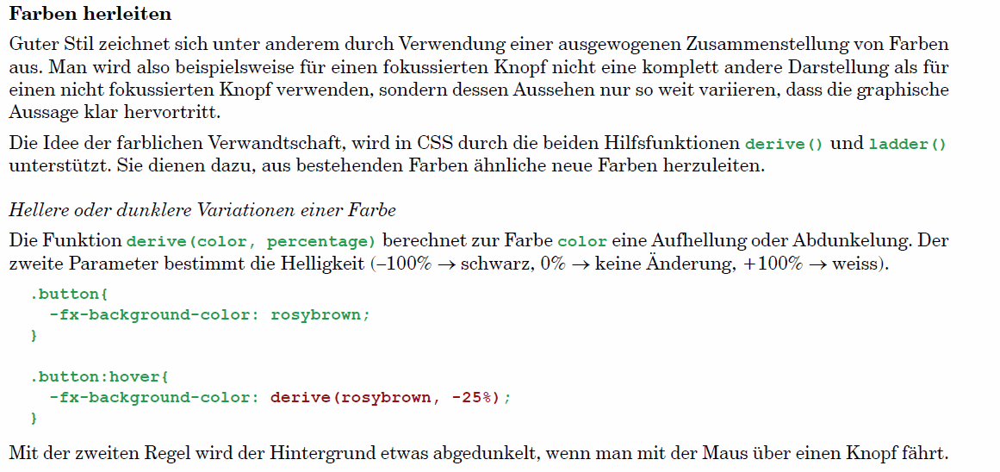 Farben herleiten
Guter Stil zeichnet sich unter anderem durch Verwendung einer ausgewogenen Zusammenstellung von Farben
aus. Man wird also beispielsweise für einen fokussierten Knopf nicht eine komplett andere Darstellung als für
einen nicht fokussierten Knopf verwenden, sondern dessen Aussehen nur so weit variieren, dass die graphische
Aussage klar hervortritt.
Die Idee der farblichen Verwandtschaft, wird in CSS durch die beiden Hilfsfunktionen derive() und ladder()
unterstützt. Sie dienen dazu, aus bestehenden Farben ähnliche neue Farben herzuleiten.
Hellere oder dunklere Variationen einer Farbe
Die Funktion derive(color, percentage) berechnet zur Farbe color eine Aufhellung oder Abdunkelung. Der
zweite Parameter bestimmt die Helligkeit (–100% → schwarz, 0% → keine Änderung, +100% → weiss).
.button{
-fx-background-color: rosybrown;
}
.button:hover{
-fx-background-color: derive(rosybrown, -25%);
}
Mit der zweiten Regel wird der Hintergrund etwas abgedunkelt, wenn man mit der Maus über einen Knopf fährt.